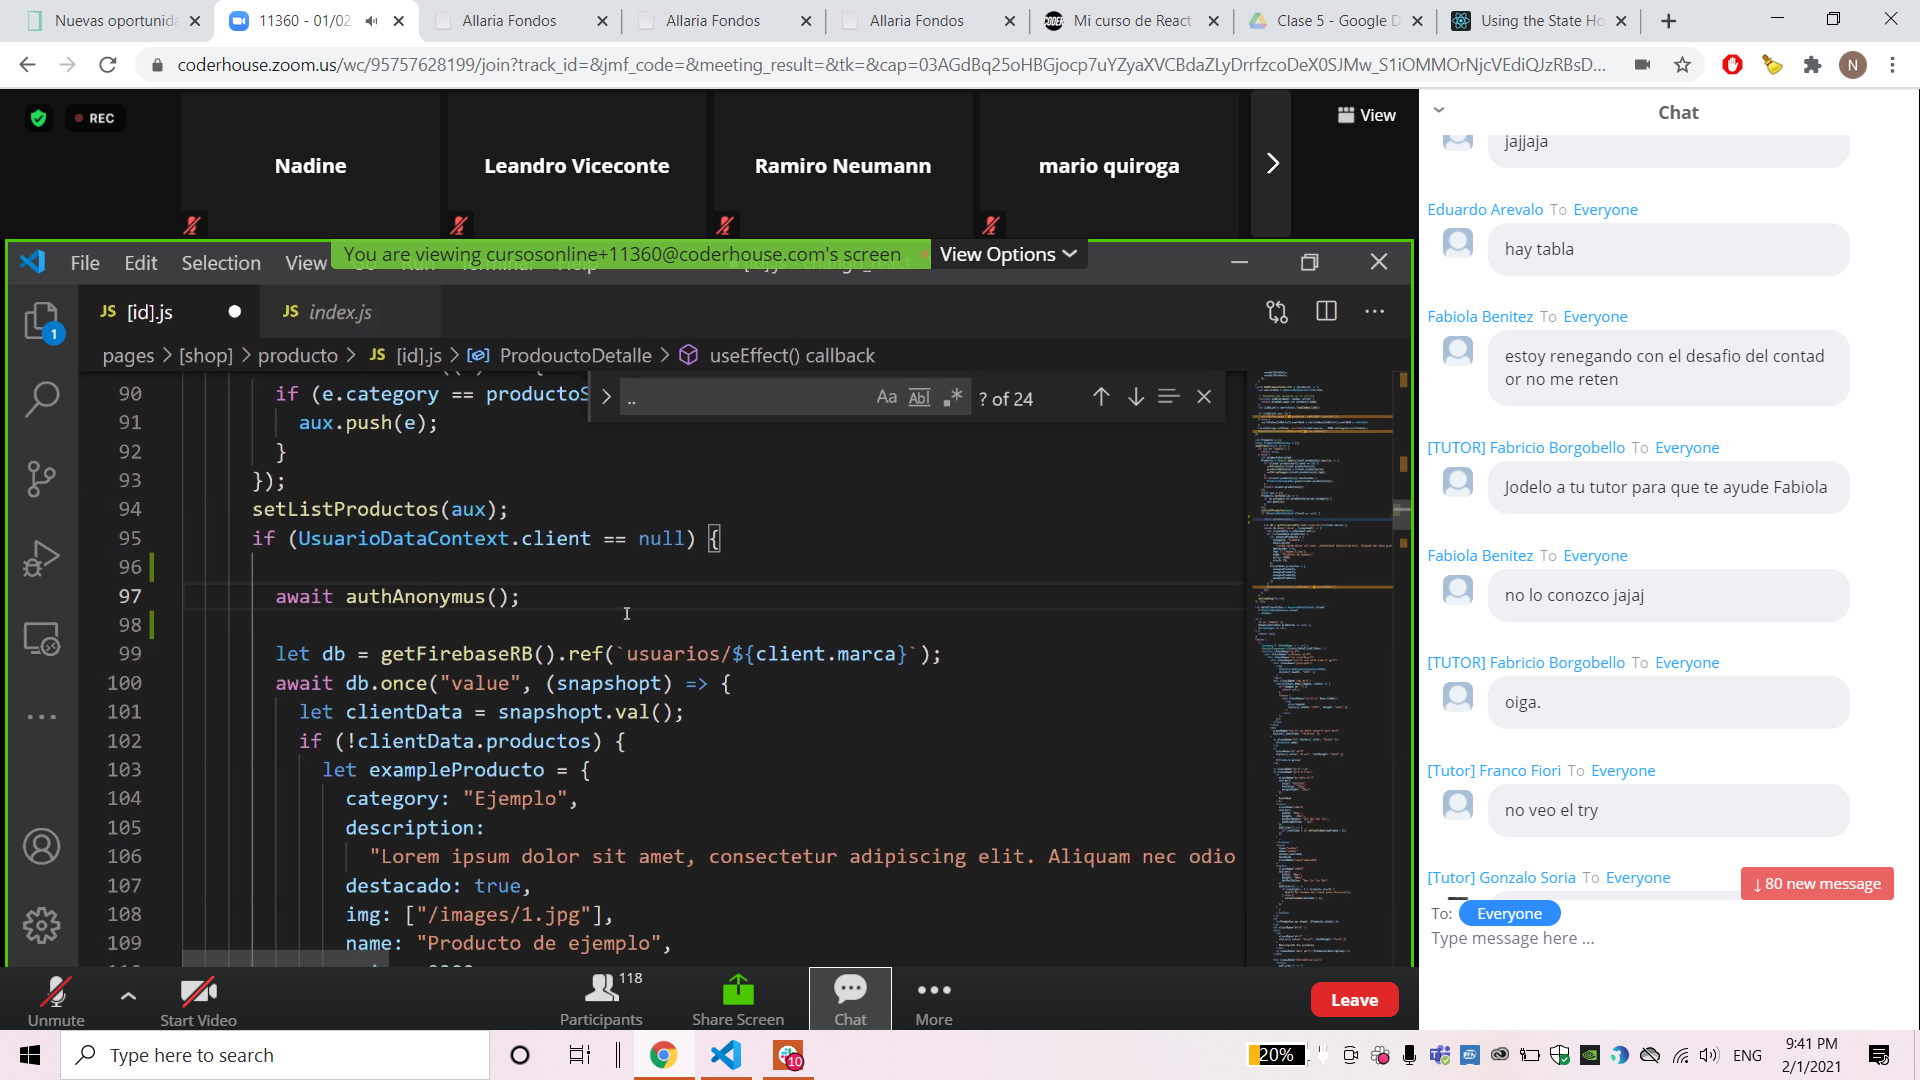 Nuevas oportunida
11360 - 01/02
Allaria Fondos
Allaria Fondos
Allaria Fondos
Mi curso de React
Clase 5 - Google D
Using the State Ho
coderhouse.zoom.us/wc/95757628199/join?track_id=&jmf_code=&meeting_result=&tk=&cap=03AGdBq25oHBGjocp7uYZyaXVCBdaZLyDrrfzcoDeX0SJMw_S1iOMMOrNjcVEdiQJzRBsD...
N
REC
Nadine
Leandro Viceconte
Ramiro Neumann
mario quiroga
View
You are viewing cursosonline+11360@coderhouse.com's screen
View Options
File Edit Selection View
JS [id].js
JS index.js
1
pages > [shop] > producto > JS [id].js > ProdouctoDetalle > useEffect() callback
..
Aa Abl .* ? of 24
90 if (e.category == productoS
91 aux.push(e);
92 }
93 });
94 setListProductos(aux);
95 if (UsuarioDataContext.client == null) {
96
97 await authAnonymus();
98
99 let db = getFirebaseRB().ref(`usuarios/${client.marca}`);
100 await db.once("value", (snapshopt) => {
101 let clientData = snapshopt.val();
102 if (!clientData.productos) {
103 let exampleProducto = {
104 category: "Ejemplo",
105 description:
106 "Lorem ipsum dolor sit amet, consectetur adipiscing elit. Aliquam nec odio
107 destacado: true,
108 img: ["/images/1.jpg"],
109 name: "Producto de ejemplo",
Chat
jajjaja
Eduardo Arevalo To Everyone
hay tabla
Fabiola Benitez To Everyone
estoy renegando con el desafio del contad
or no me reten
[TUTOR] Fabricio Borgobello To Everyone
Jodelo a tu tutor para que te ayude Fabiola
Fabiola Benitez To Everyone
no lo conozco jajaj
[TUTOR] Fabricio Borgobello To Everyone
oiga.
[Tutor] Franco Fiori To Everyone
no veo el try
[Tutor] Gonzalo Soria To Everyone
↓ 80 new message
To: Everyone
Type message here ...
Unmute
Start Video
118
Participants
Share Screen
Chat
More
Leave
Type here to search
10
20%
ENG
9:41 PM
2/1/2021